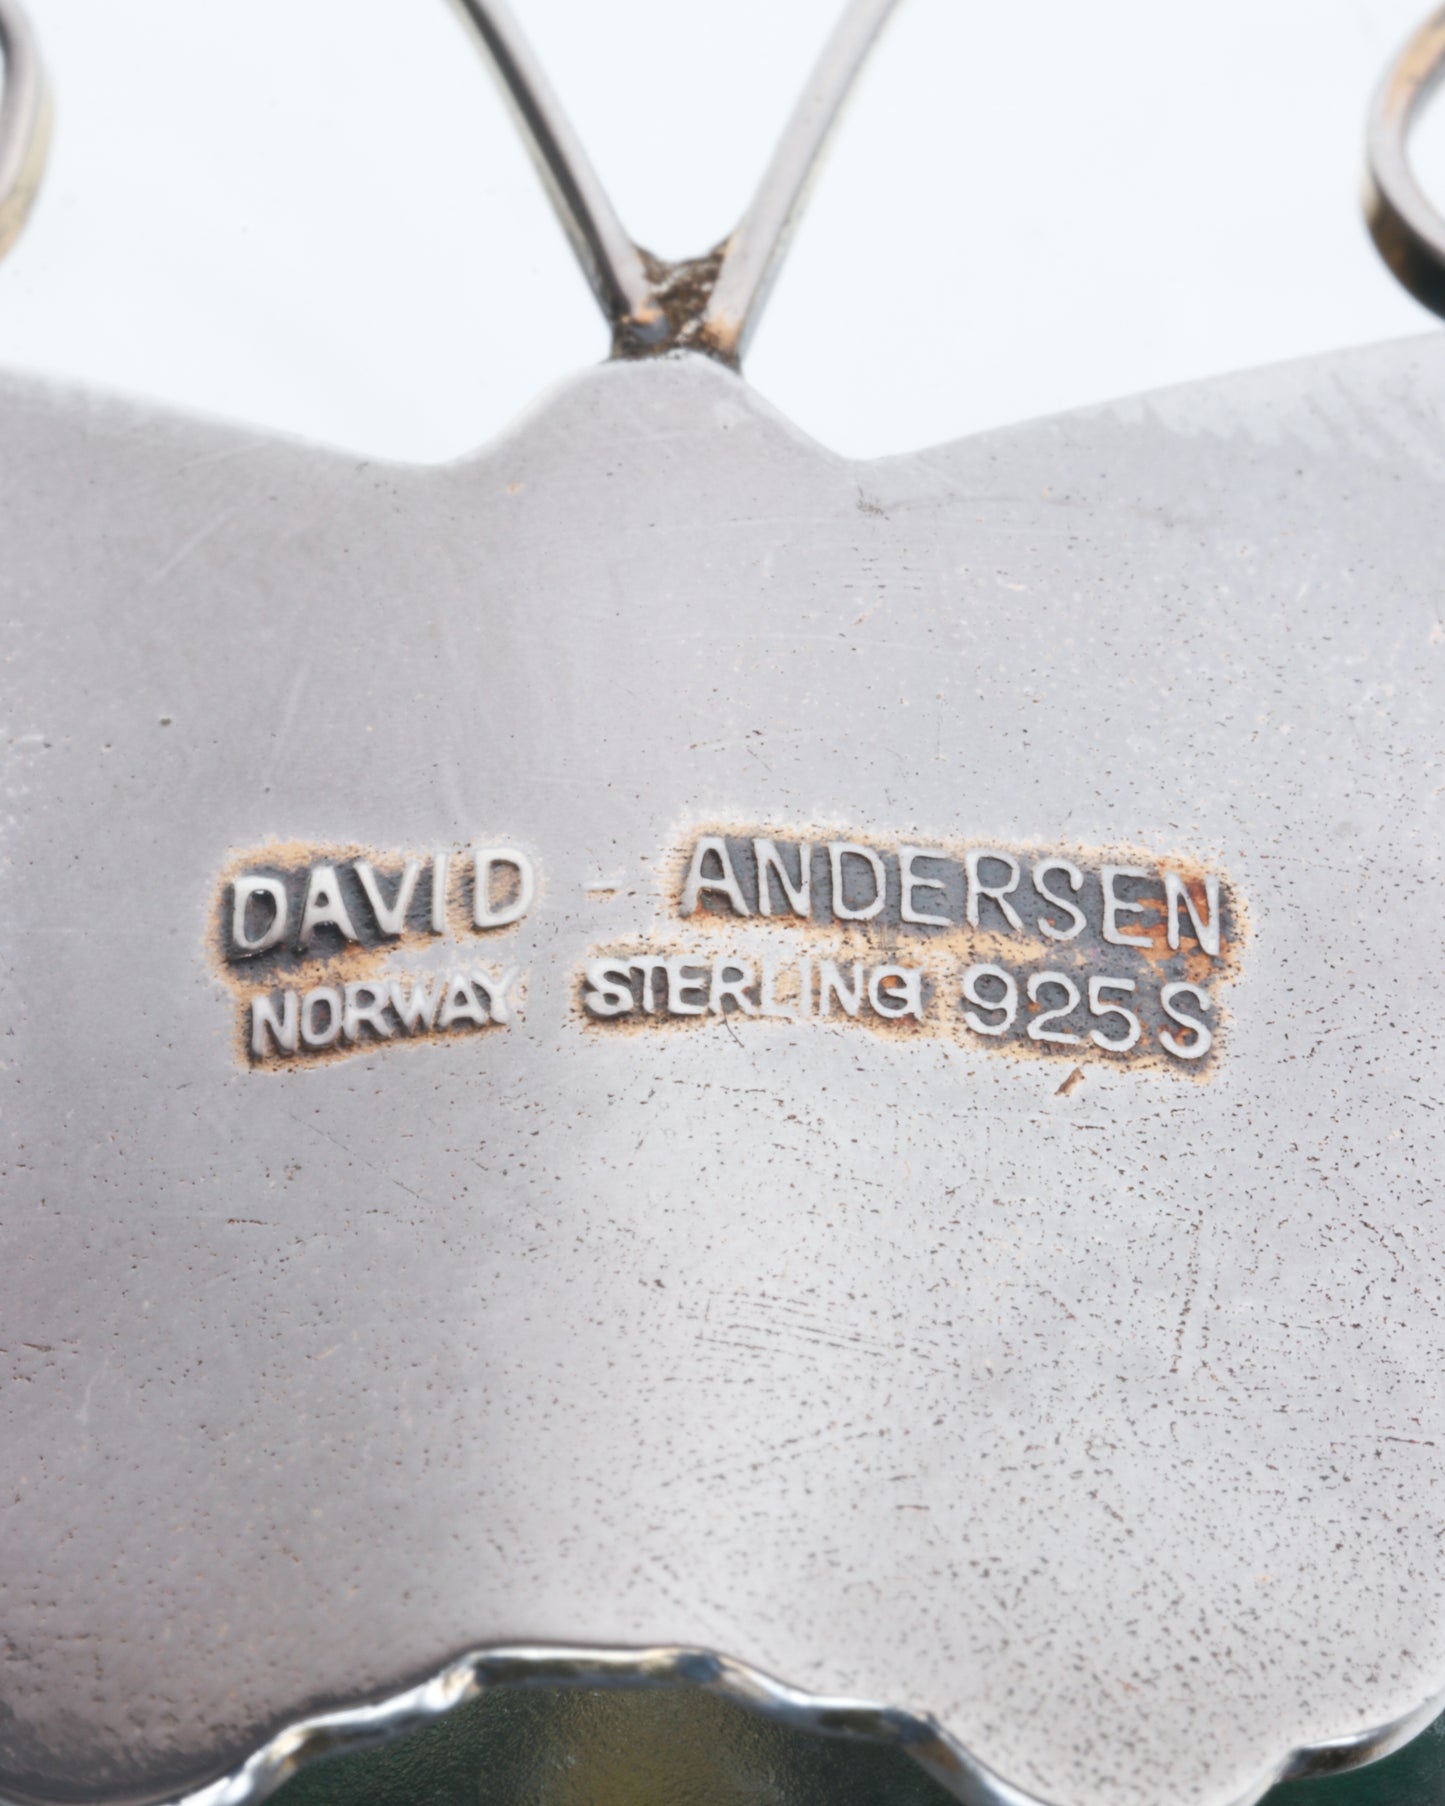 DAVID - ANDERSEN
NORWAY STERLING 925S